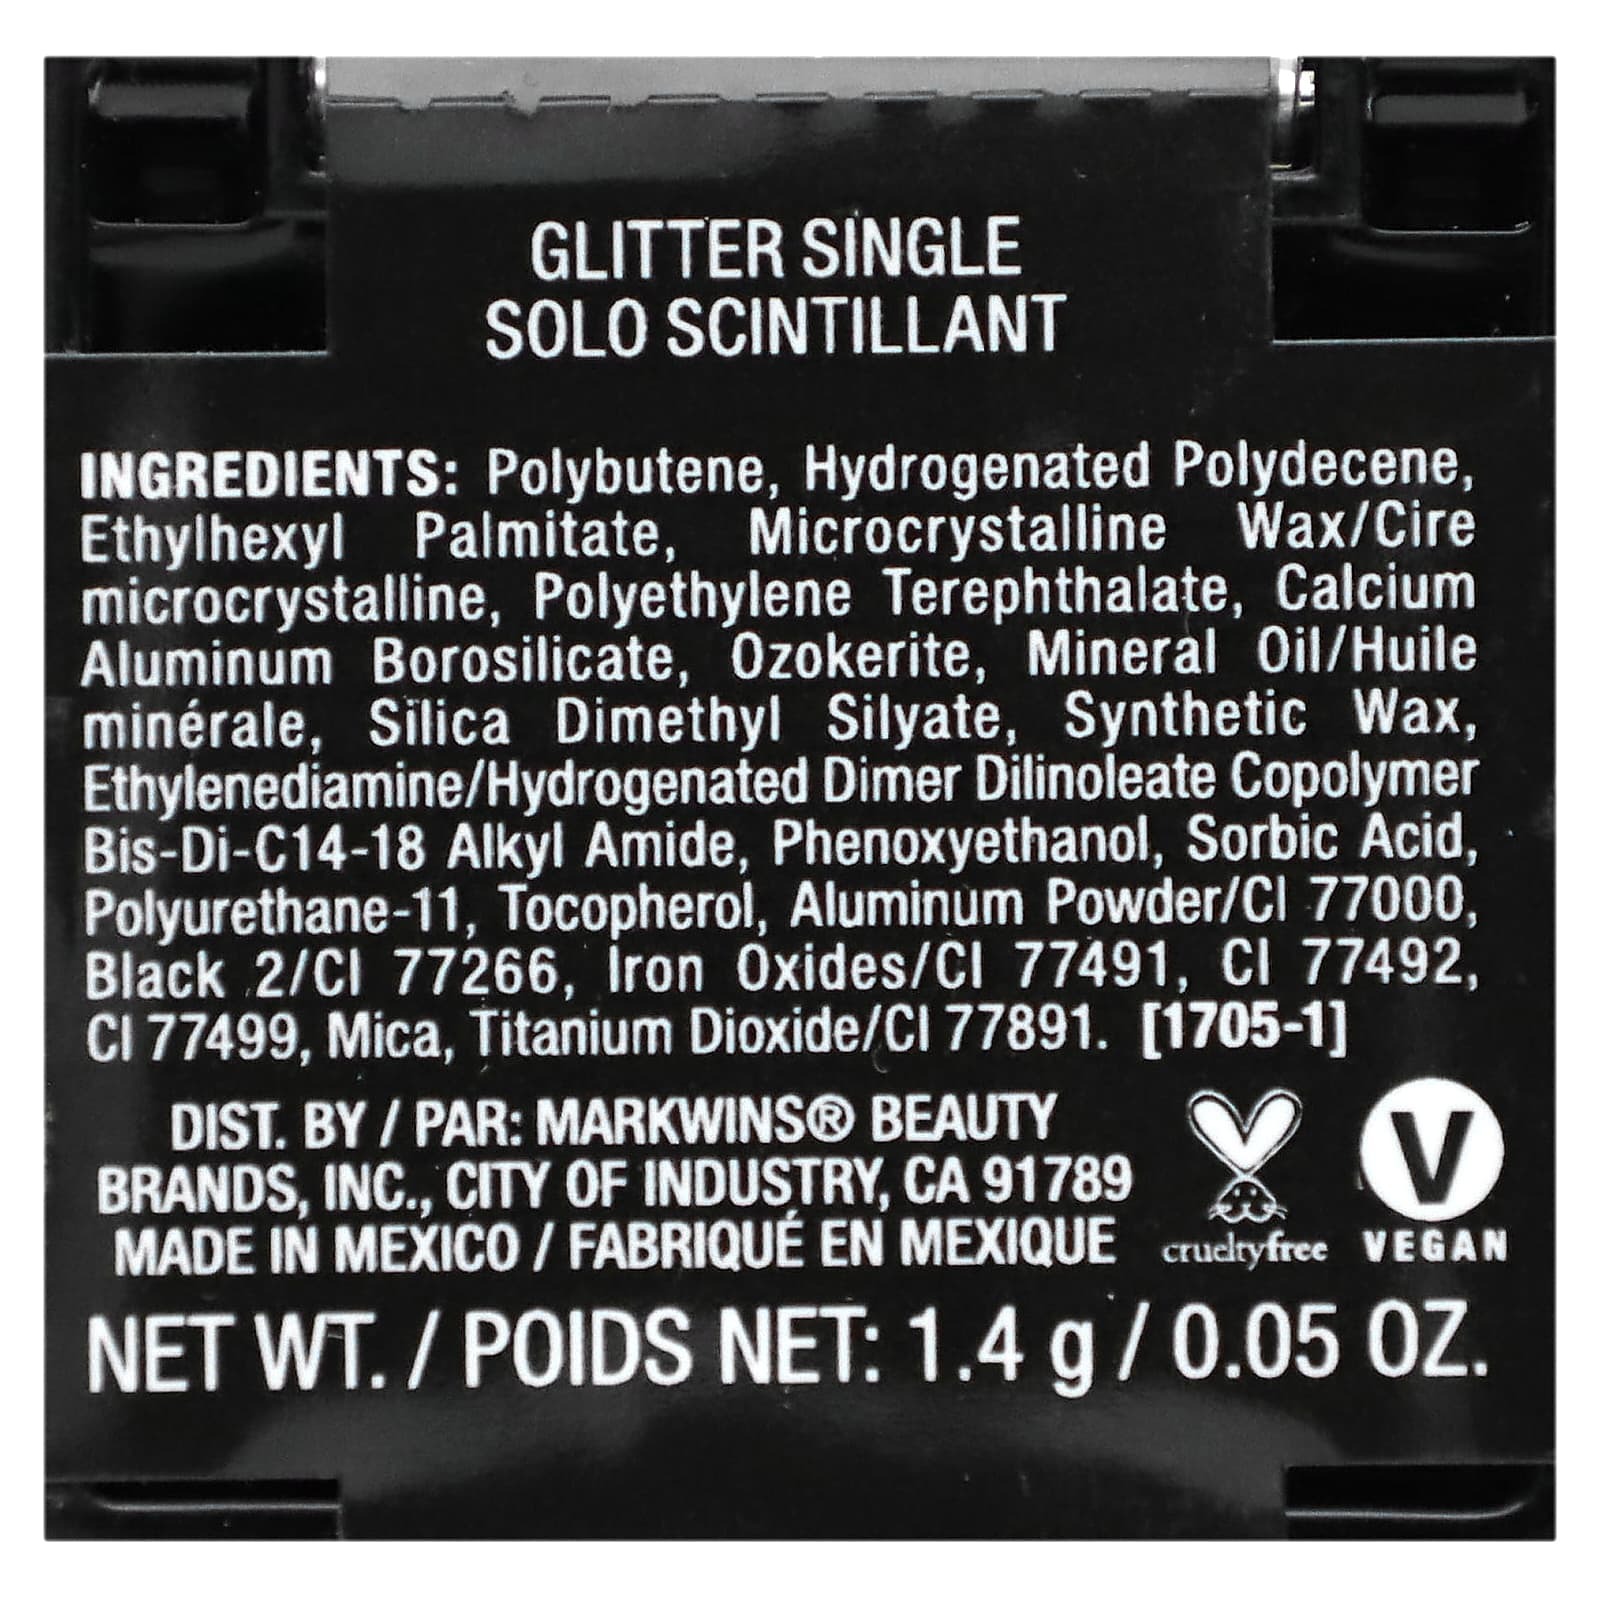 GLITTER SINGLE
SOLO SCINTILLANT
INGREDIENTS: Polybutene, Hydrogenated Polydecene,
Ethylhexyl Palmitate, Microcrystalline Wax/Cire
microcrystalline, Polyethylene Terephthalate, Calcium
Aluminum Borosilicate, Ozokerite, Mineral Oil/Huile
minérale, Silica Dimethyl Silyate, Synthetic Wax,
Ethylenediamine/Hydrogenated Dimer Dilinoleate Copolymer
Bis-Di-C14-18 Alkyl Amide, Phenoxyethanol, Sorbic Acid,
Polyurethane-11, Tocopherol, Aluminum Powder/CI 77000,
Black 2/CI 77266, Iron Oxides/CI 77491, CI 77492,
CI 77499, Mica, Titanium Dioxide/CI 77891. [1705-1]
DIST. BY / PAR: MARKWINS® BEAUTY
BRANDS, INC., CITY OF INDUSTRY, CA 91789
MADE IN MEXICO / FABRIQUÉ EN MEXIQUE
crueltyfree
V
VEGAN
NET WT. / POIDS NET: 1.4 g / 0.05 OZ.